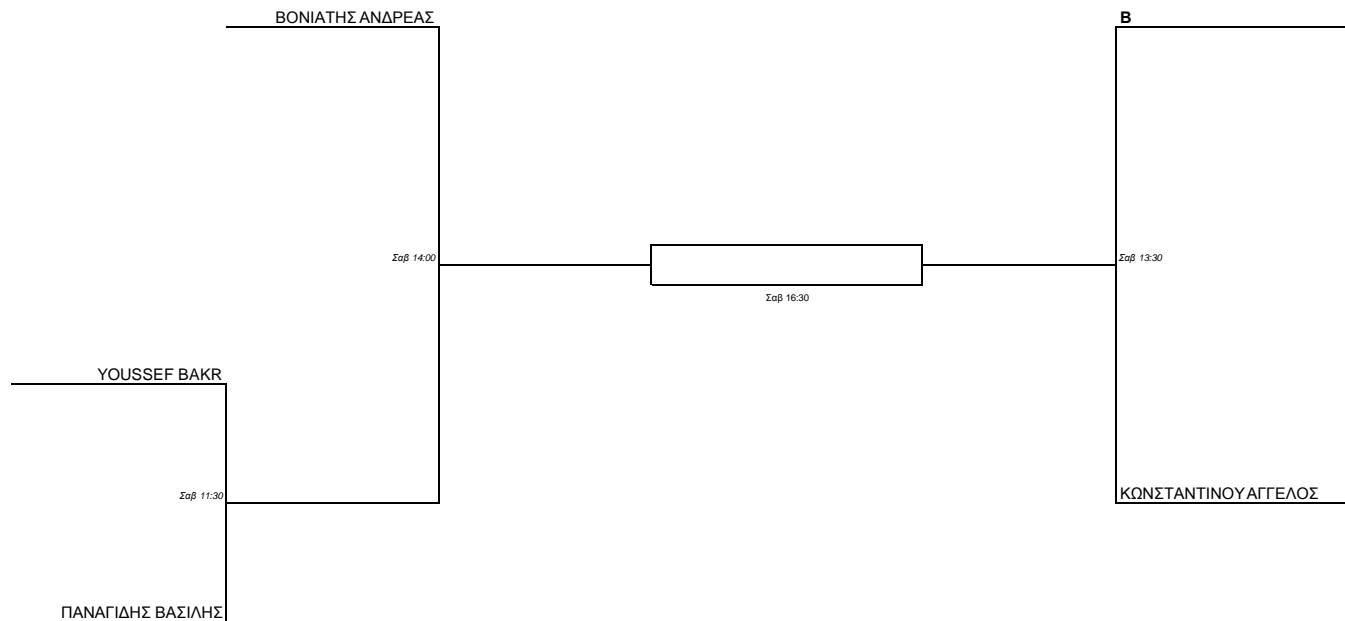 ΒΟΝΙΑΤΗΣ ΑΝΔΡΕΑΣ
Β
Σαβ 14:00
Σαβ 13:30
Σαβ 16:30
YOUSSEF BAKR
Σαβ 11:30
ΚΩΝΣΤΑΝΤΙΝΟΥ ΑΓΓΕΛΟΣ
ΠΑΝΑΓΙΔΗΣ ΒΑΣΙΛΗΣ